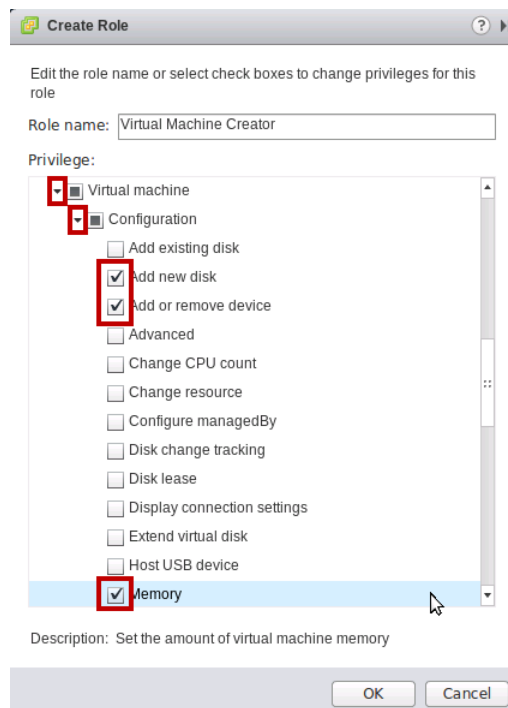 Create Role
?
Edit the role name or select check boxes to change privileges for this
role
Role name: Virtual Machine Creator
Privilege:
Virtual machine
Configuration
Add existing disk
Add new disk
Add or remove device
Advanced
Change CPU count
Change resource
Configure managedBy
Disk change tracking
Disk lease
Display connection settings
Extend virtual disk
Host USB device
Memory
Description: Set the amount of virtual machine memory
OK Cancel